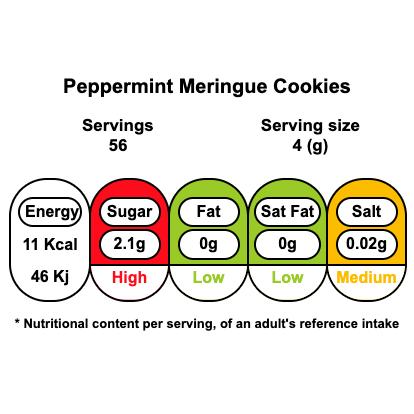 Peppermint Meringue Cookies
Servings Serving size
56 4 (g)
Energy Sugar Fat Sat Fat Salt
11 Kcal 2.1g 0g 0g 0.02g
46 Kj High Low Low Medium
* Nutritional content per serving, of an adult's reference intake